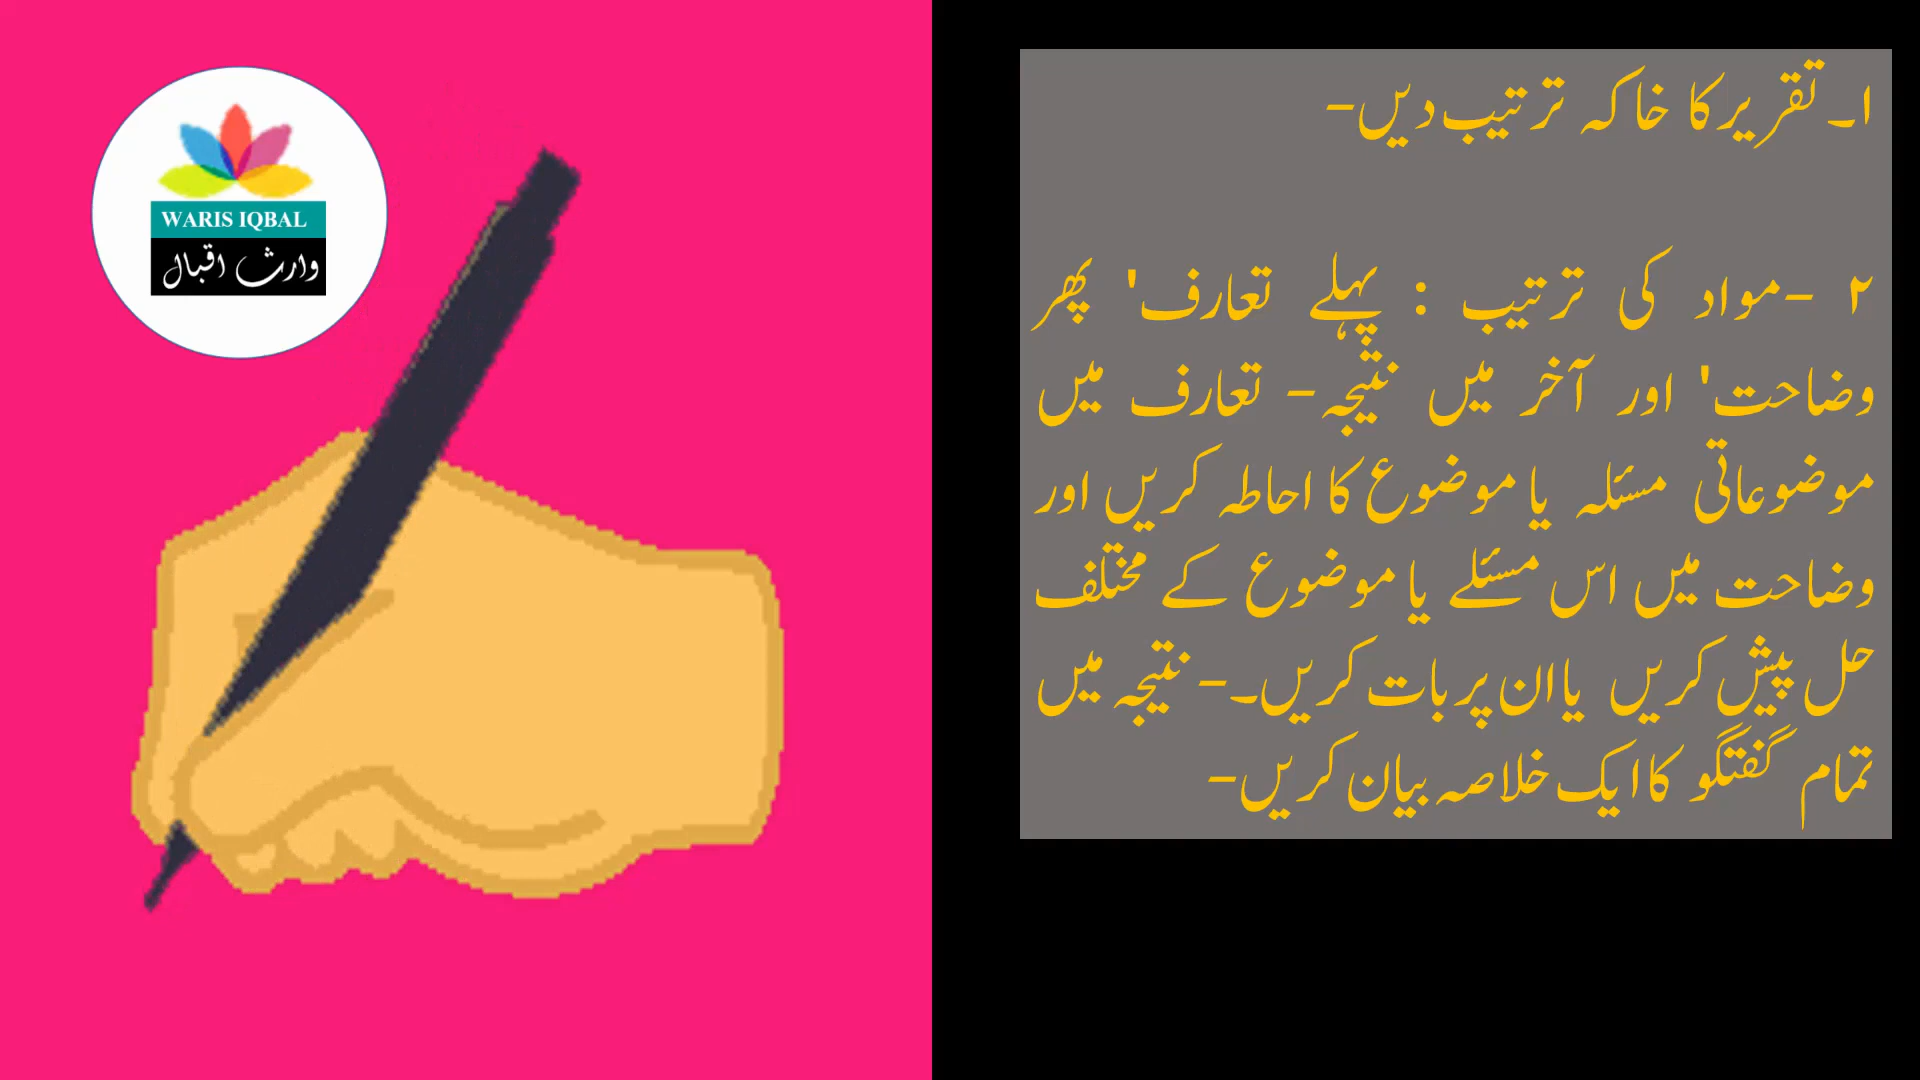 WARIS IQBAL
وارث اقبال
۱۔ تقریر کا خاکہ ترتیب دیں-
۲ -مواد کی ترتیب : پہلے تعارف' پھر
وضاحت' اور آخر میں نتیجہ- تعارف میں
موضوعاتی مسئلہ یا موضوع کا احاطہ کریں اور
وضاحت میں اس مسئلے یا موضوع کے مختلف
حل پیش کریں یا ان پر بات کریں۔- نتیجہ میں
تمام گفتگو کا ایک خلاصہ بیان کریں-